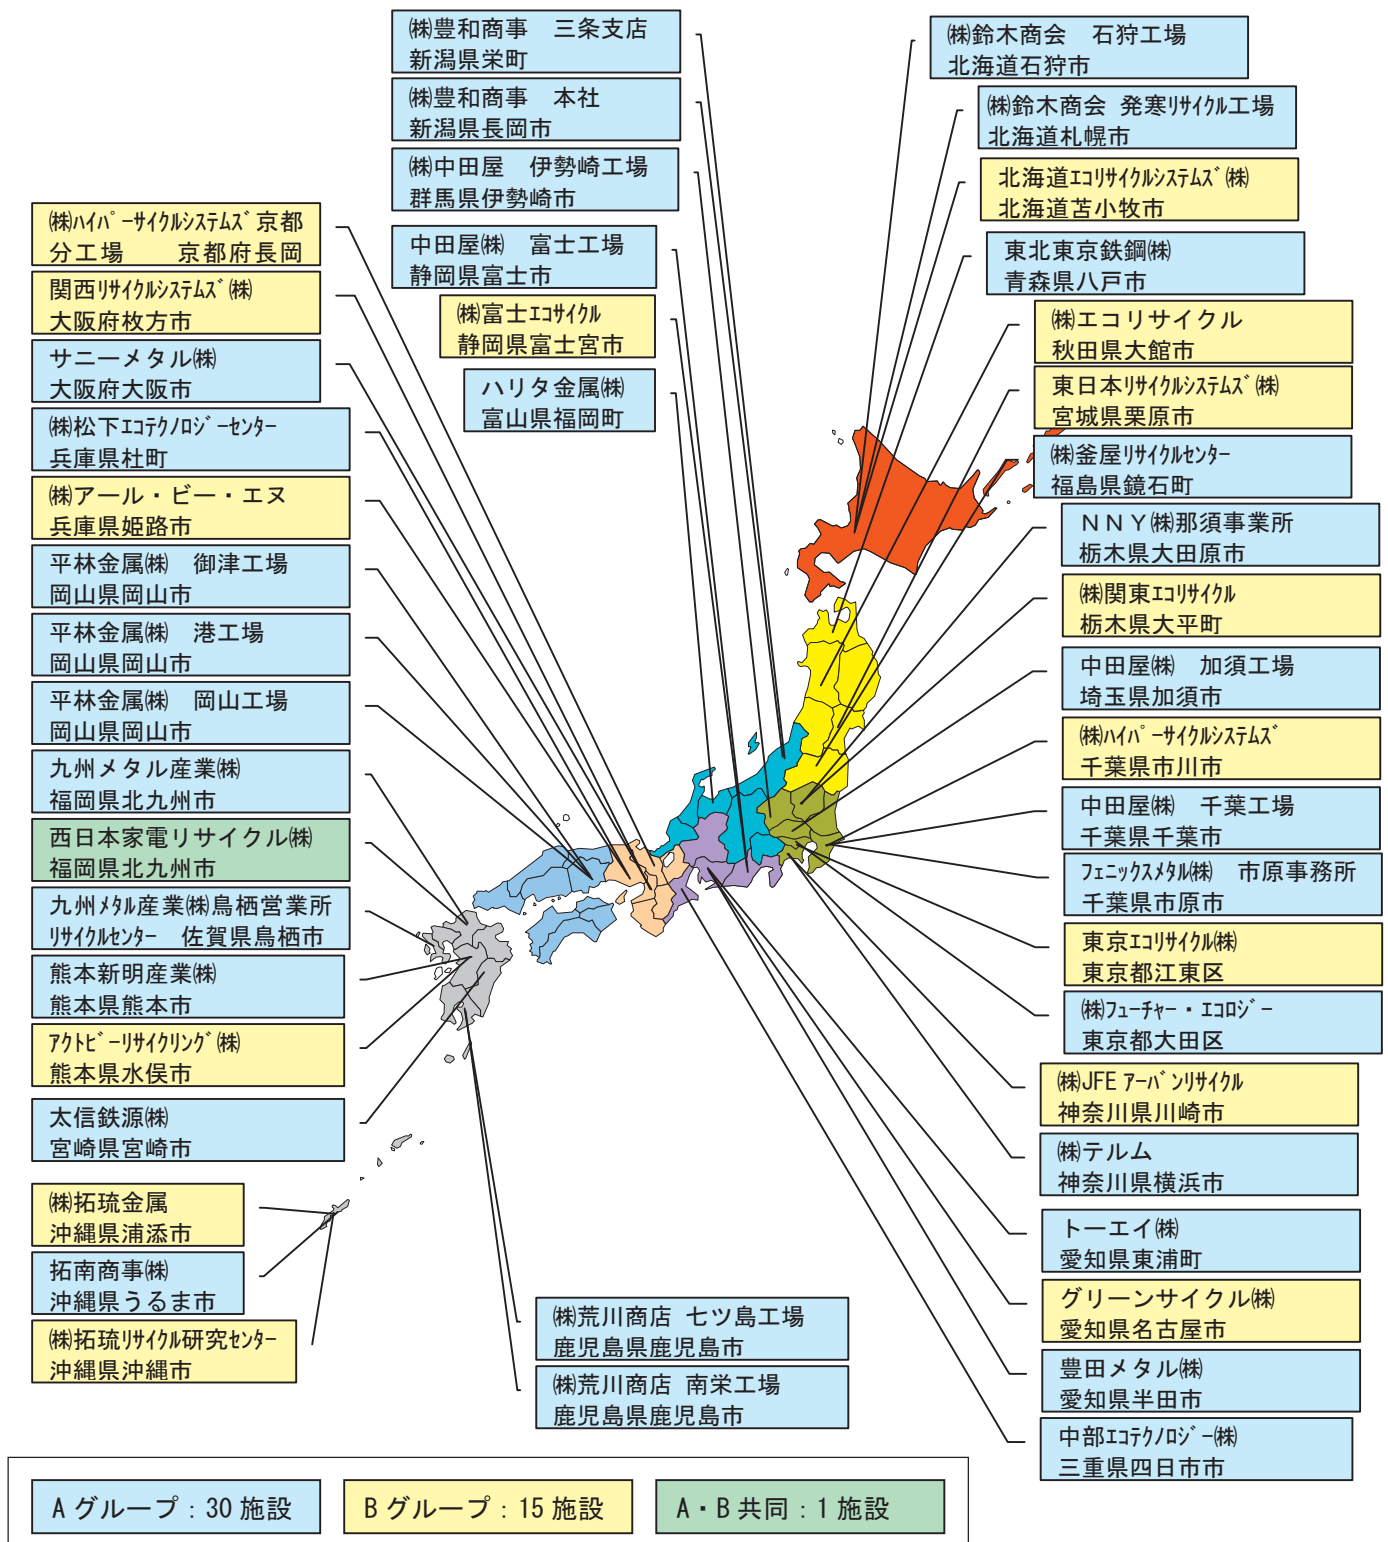 ㈱豊和商事　三条支店
新潟県栄町
㈱豊和商事　本社
新潟県長岡市
㈱中田屋　伊勢崎工場
群馬県伊勢崎市
中田屋㈱　富士工場
静岡県富士市
㈱富士ｴｺｻｲｸﾙ
静岡県富士宮市
ハリタ金属㈱
富山県福岡町
㈱ﾊｲﾊﾟｰｻｲｸﾙｼｽﾃﾑｽﾞ京都
分工場　　京都府長岡
関西ﾘｻｲｸﾙｼｽﾃﾑｽﾞ㈱
大阪府枚方市
サニーメタル㈱
大阪府大阪市
㈱松下ｴｺﾃｸﾉﾛｼﾞｰｾﾝﾀｰ
兵庫県杜町
㈱アール・ビー・エヌ
兵庫県姫路市
平林金属㈱　御津工場
岡山県岡山市
平林金属㈱　港工場
岡山県岡山市
平林金属㈱　岡山工場
岡山県岡山市
九州メタル産業㈱
福岡県北九州市
西日本家電リサイクル㈱
福岡県北九州市
九州ﾒﾀﾙ産業㈱鳥栖営業所
ﾘｻｲｸﾙｾﾝﾀｰ　佐賀県鳥栖市
熊本新明産業㈱
熊本県熊本市
ｱｸﾄﾋﾞｰﾘｻｲｸﾘﾝｸﾞ㈱
熊本県水俣市
太信鉄源㈱
宮崎県宮崎市
㈱拓琉金属
沖縄県浦添市
拓南商事㈱
沖縄県うるま市
㈱拓琉ﾘｻｲｸﾙ研究ｾﾝﾀｰ
沖縄県沖縄市
㈱荒川商店 七ツ島工場
鹿児島県鹿児島市
㈱荒川商店 南栄工場
鹿児島県鹿児島市
㈱鈴木商会　石狩工場
北海道石狩市
㈱鈴木商会 発寒ﾘｻｲｸﾙ工場
北海道札幌市
北海道ｴｺﾘｻｲｸﾙｼｽﾃﾑｽﾞ㈱
北海道苫小牧市
東北東京鉄鋼㈱
青森県八戸市
㈱エコリサイクル
秋田県大館市
東日本ﾘｻｲｸﾙｼｽﾃﾑｽﾞ㈱
宮城県栗原市
㈱釜屋ﾘｻｲｸﾙｾﾝﾀｰ
福島県鏡石町
ＮＮＹ㈱那須事業所
栃木県大田原市
㈱関東ｴｺﾘｻｲｸﾙ
栃木県大平町
中田屋㈱　加須工場
埼玉県加須市
㈱ﾊｲﾊﾟｰｻｲｸﾙｼｽﾃﾑｽﾞ
千葉県市川市
中田屋㈱　千葉工場
千葉県千葉市
ﾌｪﾆｯｸｽﾒﾀﾙ㈱　市原事務所
千葉県市原市
東京ｴｺﾘｻｲｸﾙ㈱
東京都江東区
㈱ﾌｭｰﾁｬｰ・ｴｺﾛｼﾞｰ
東京都大田区
㈱JFE ｱｰﾊﾞﾝﾘｻｲｸﾙ
神奈川県川崎市
㈱テルム
神奈川県横浜市
トーエイ㈱
愛知県東浦町
グリーンサイクル㈱
愛知県名古屋市
豊田メタル㈱
愛知県半田市
中部ｴｺﾃｸﾉﾛｼﾞｰ㈱
三重県四日市市
A グループ：30 施設
B グループ：15 施設
A・B 共同：1 施設